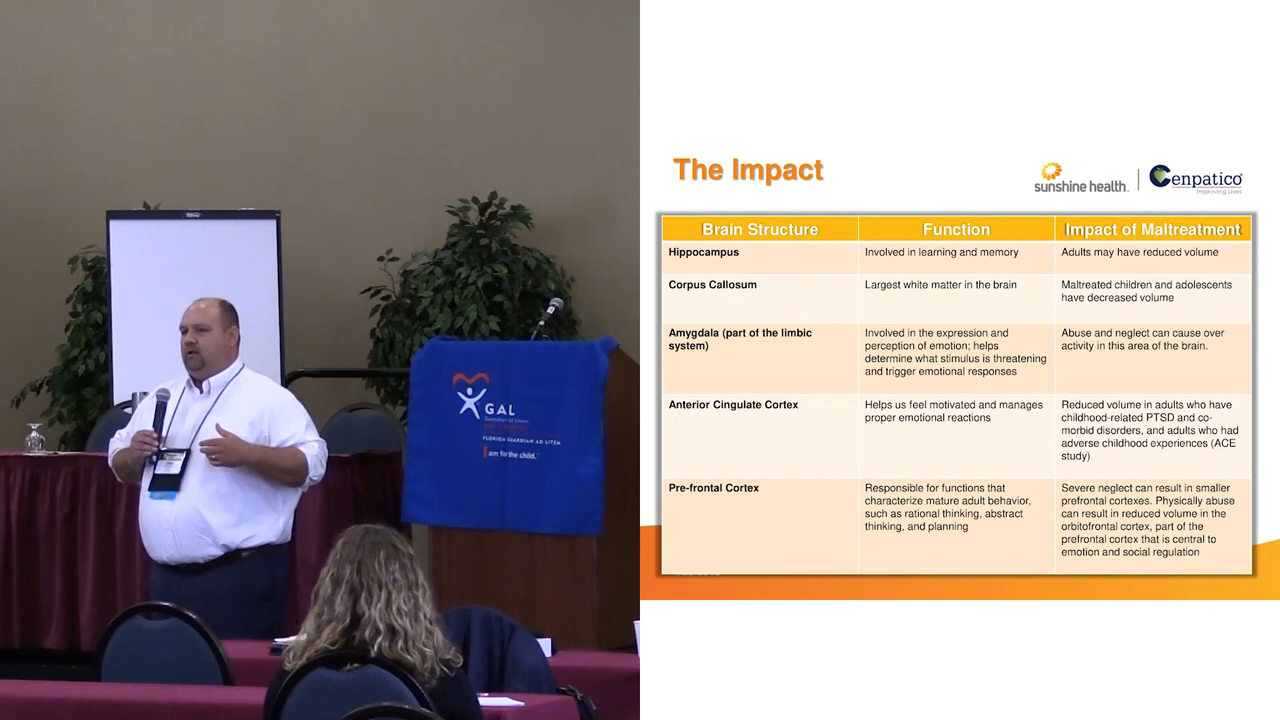 GAL
Guardian ad Litem
FLORIDA GUARDIAN AD LITEM
I am for the child.
The Impact
sunshine health.
Cenpatico
Improving Lives
Brain Structure
Function
Impact of Maltreatment
Hippocampus
Involved in learning and memory
Adults may have reduced volume
Corpus Callosum
Largest white matter in the brain
Maltreated children and adolescents
have decreased volume
Amygdala (part of the limbic
system)
Involved in the expression and
perception of emotion; helps
determine what stimulus is threatening
and trigger emotional responses
Abuse and neglect can cause over
activity in this area of the brain.
Anterior Cingulate Cortex
Helps us feel motivated and manages
proper emotional reactions
Reduced volume in adults who have
childhood-related PTSD and co-
morbid disorders, and adults who had
adverse childhood experiences (ACE
study)
Pre-frontal Cortex
Responsible for functions that
characterize mature adult behavior,
such as rational thinking, abstract
thinking, and planning
Severe neglect can result in smaller
prefrontal cortexes. Physically abuse
can result in reduced volume in the
orbitofrontal cortex, part of the
prefrontal cortex that is central to
emotion and social regulation